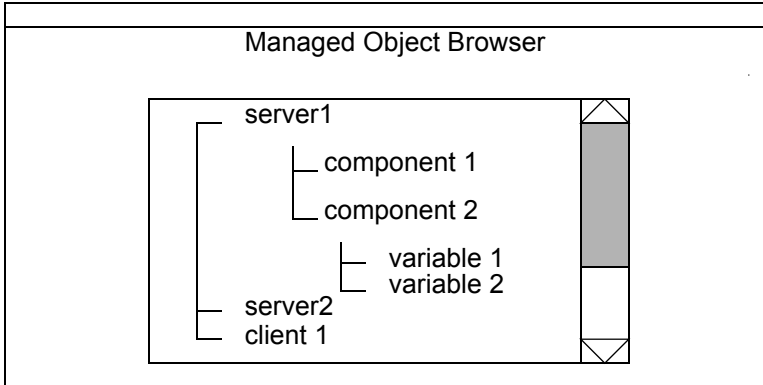 Managed Object Browser
server1
component 1
component 2
variable 1
variable 2
server2
client 1